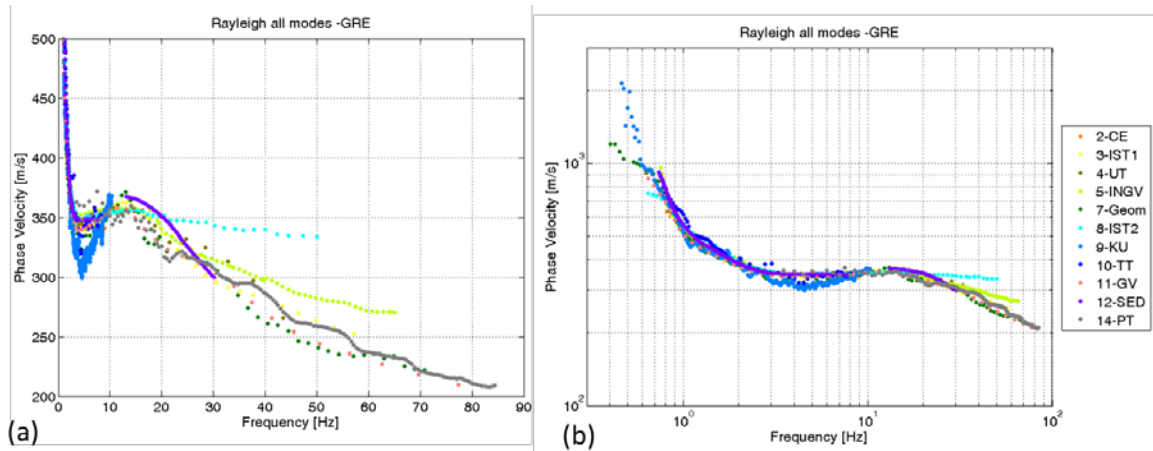 Rayleigh all modes -GRE
500
450
400
350
300
250
200
Phase Velocity [m/s]
0 10 20 30 40 50 60 70 80 90
Frequency [Hz]
(a)
Rayleigh all modes -GRE
10³
10²
Phase Velocity [m/s]
10⁰ 10¹ 10²
Frequency [Hz]
(b)
2-CE
3-IST1
4-UT
5-INGV
7-Geom
8-IST2
9-KU
10-TT
11-GV
12-SED
14-PT